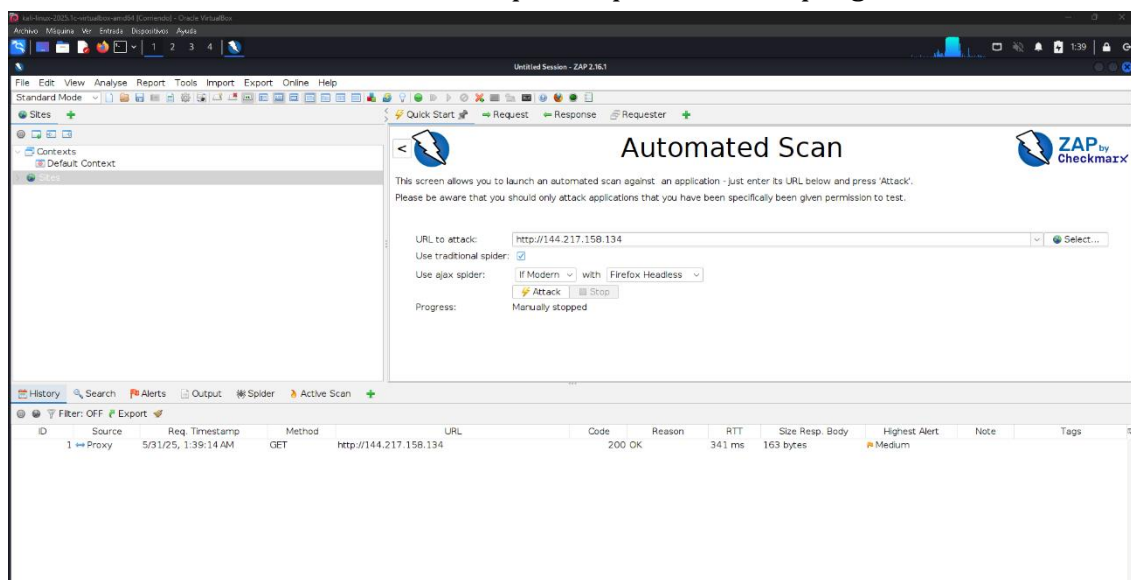 kali-linux-2025.1c-virtualbox-amd64 [Corriendo] - Oracle VirtualBox
Archivo Máquina Ver Entrada Dispositivos Ayuda
1 2 3 4
1:39
Untitled Session - ZAP 2.16.1
File Edit View Analyse Report Tools Import Export Online Help
Standard Mode
Sites
Quick Start Request Response Requester
Contexts
Default Context
Sites
Automated Scan
ZAP by Checkmarx
This screen allows you to launch an automated scan against an application - just enter its URL below and press 'Attack'.
Please be aware that you should only attack applications that you have been specifically been given permission to test.
URL to attack: http://144.217.158.134 Select...
Use traditional spider:
Use ajax spider: If Modern with Firefox Headless
Attack Stop
Progress: Manually stopped
History Search Alerts Output Spider Active Scan
Filter: OFF Export
ID Source Req. Timestamp Method URL Code Reason RTT Size Resp. Body Highest Alert Note Tags
1 Proxy 5/31/25, 1:39:14 AM GET http://144.217.158.134 200 OK 341 ms 163 bytes Medium